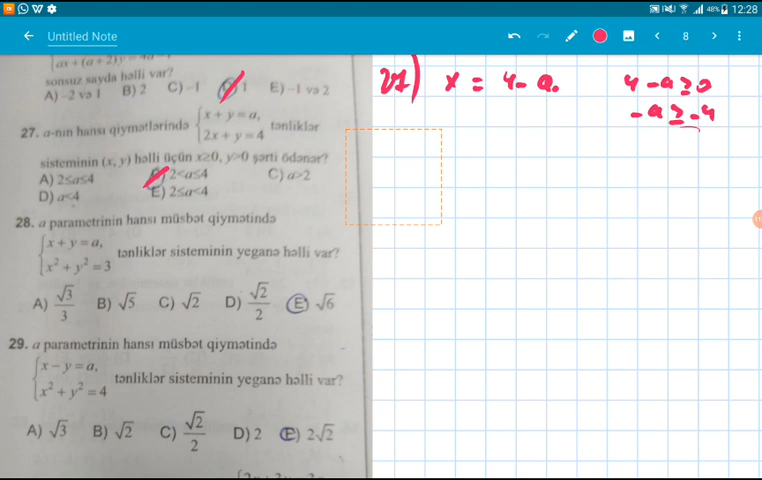 48% 12:28
Untitled Note
8
{ax+(a+2)y
sonsuz sayda həlli var?
A) −2 və 1 B) 2 C) −1 1 E) −1 və 2
27. a-nın hansı qiymətlərində {x + y = a, 2x + y = 4 tənliklər
sisteminin (x, y) həlli üçün x≥0, y>0 şərti ödənər?
A) 2≤a≤4 2<a≤4 C) a>2
D) a<4 E) 2≤a<4
28. a parametrinin hansı müsbət qiymətində
{x + y = a, x² + y² = 3 tənliklər sisteminin yeganə həlli var?
A) √3/3 B) √5 C) √2 D) √2/2 E) √6
29. a parametrinin hansı müsbət qiymətində
{x − y = a, x² + y² = 4 tənliklər sisteminin yeganə həlli var?
A) √3 B) √2 C) √2/2 D) 2 E) 2√2
27) x = 4 - a.
4 - a ≥ 0
- a ≥ - 4